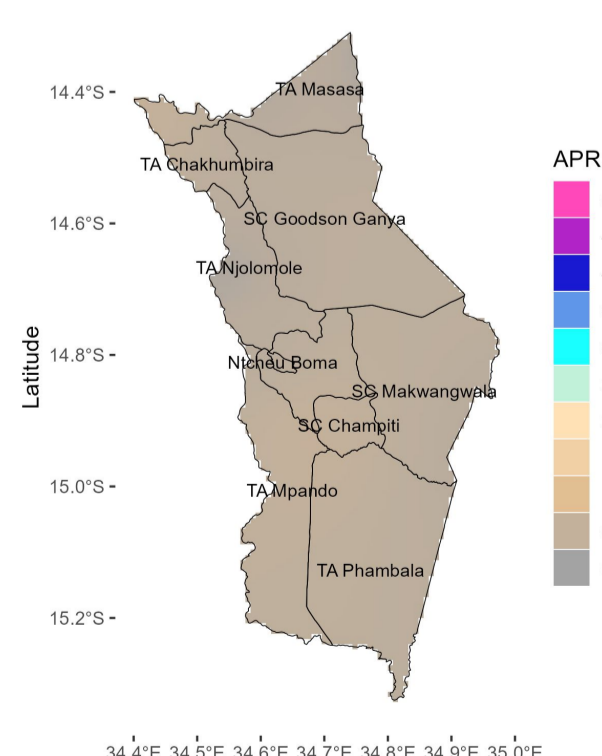 14.4°S
TA Masasa
APR
TA Chakhumbira
14.6°S
SC Goodson Ganya
TA Njolomole
Latitude
14.8°S
Ntcheu Boma
SC Makwangwala
SC Champiti
15.0°S
TA Mpando
TA Phambala
15.2°S
34.4°E 34.5°E 34.6°E 34.7°E 34.8°E 34.9°E 35.0°E